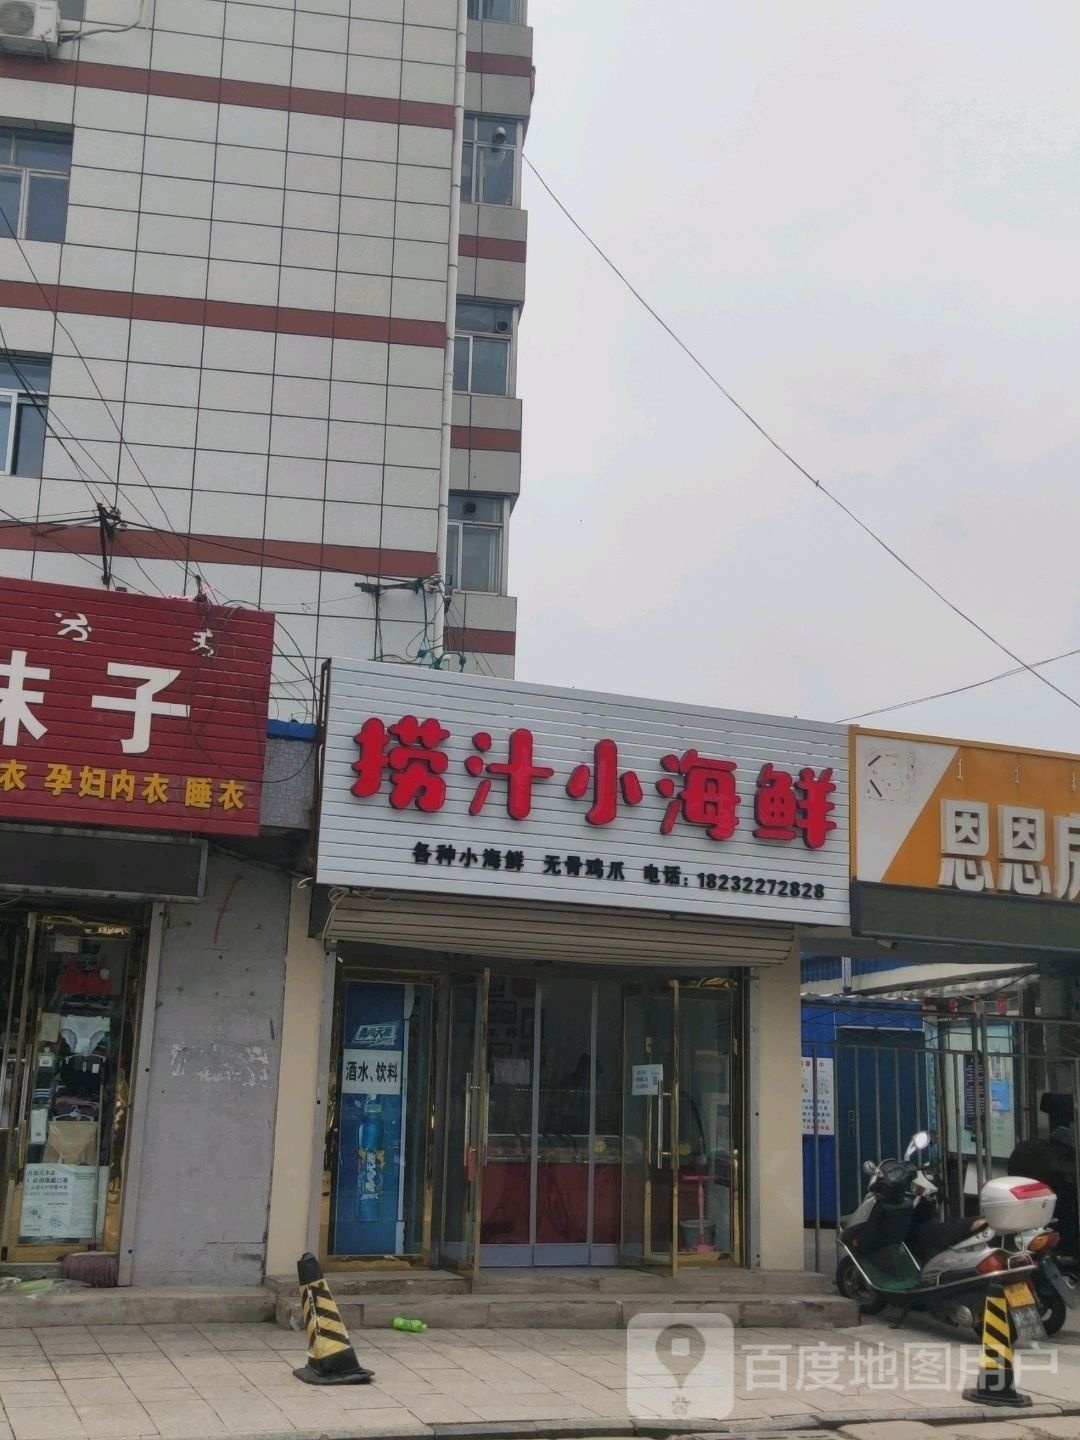 袜子
衣 孕妇内衣 睡衣
捞汁小海鲜
各种小海鲜 无骨鸡爪 电话:18232272828
恩恩
酒水、饮料
百度地图用户